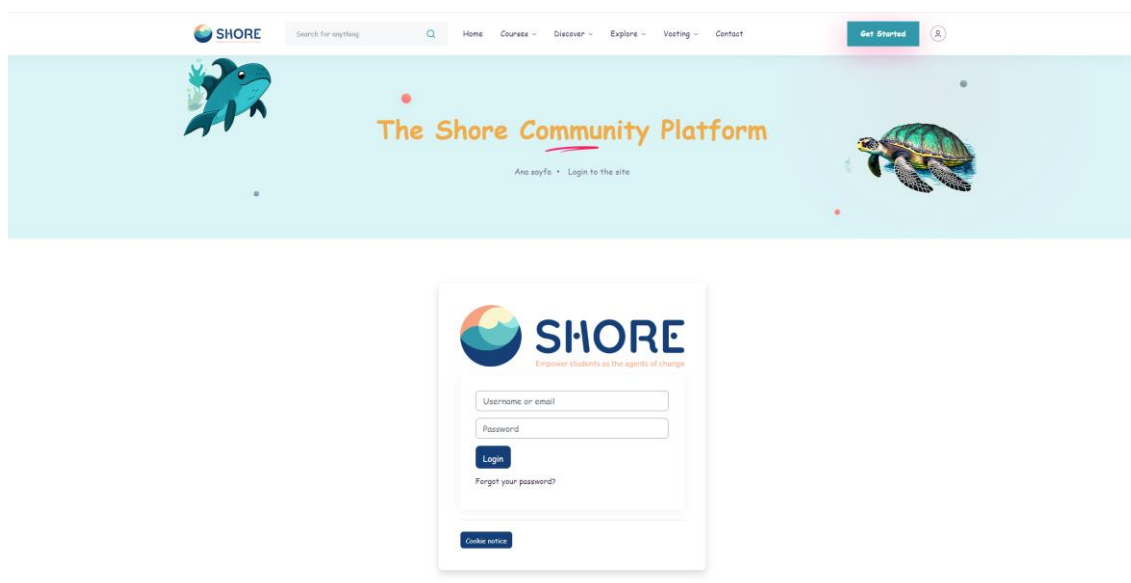 SHORE
Search for anything
Home Courses Discover Explore Vooting Contact
Get Started
The Shore Community Platform
Ana sayfa • Login to the site
SHORE
Empower students as the agents of change
Username or email
Password
Login
Forgot your password?
Cookie notice